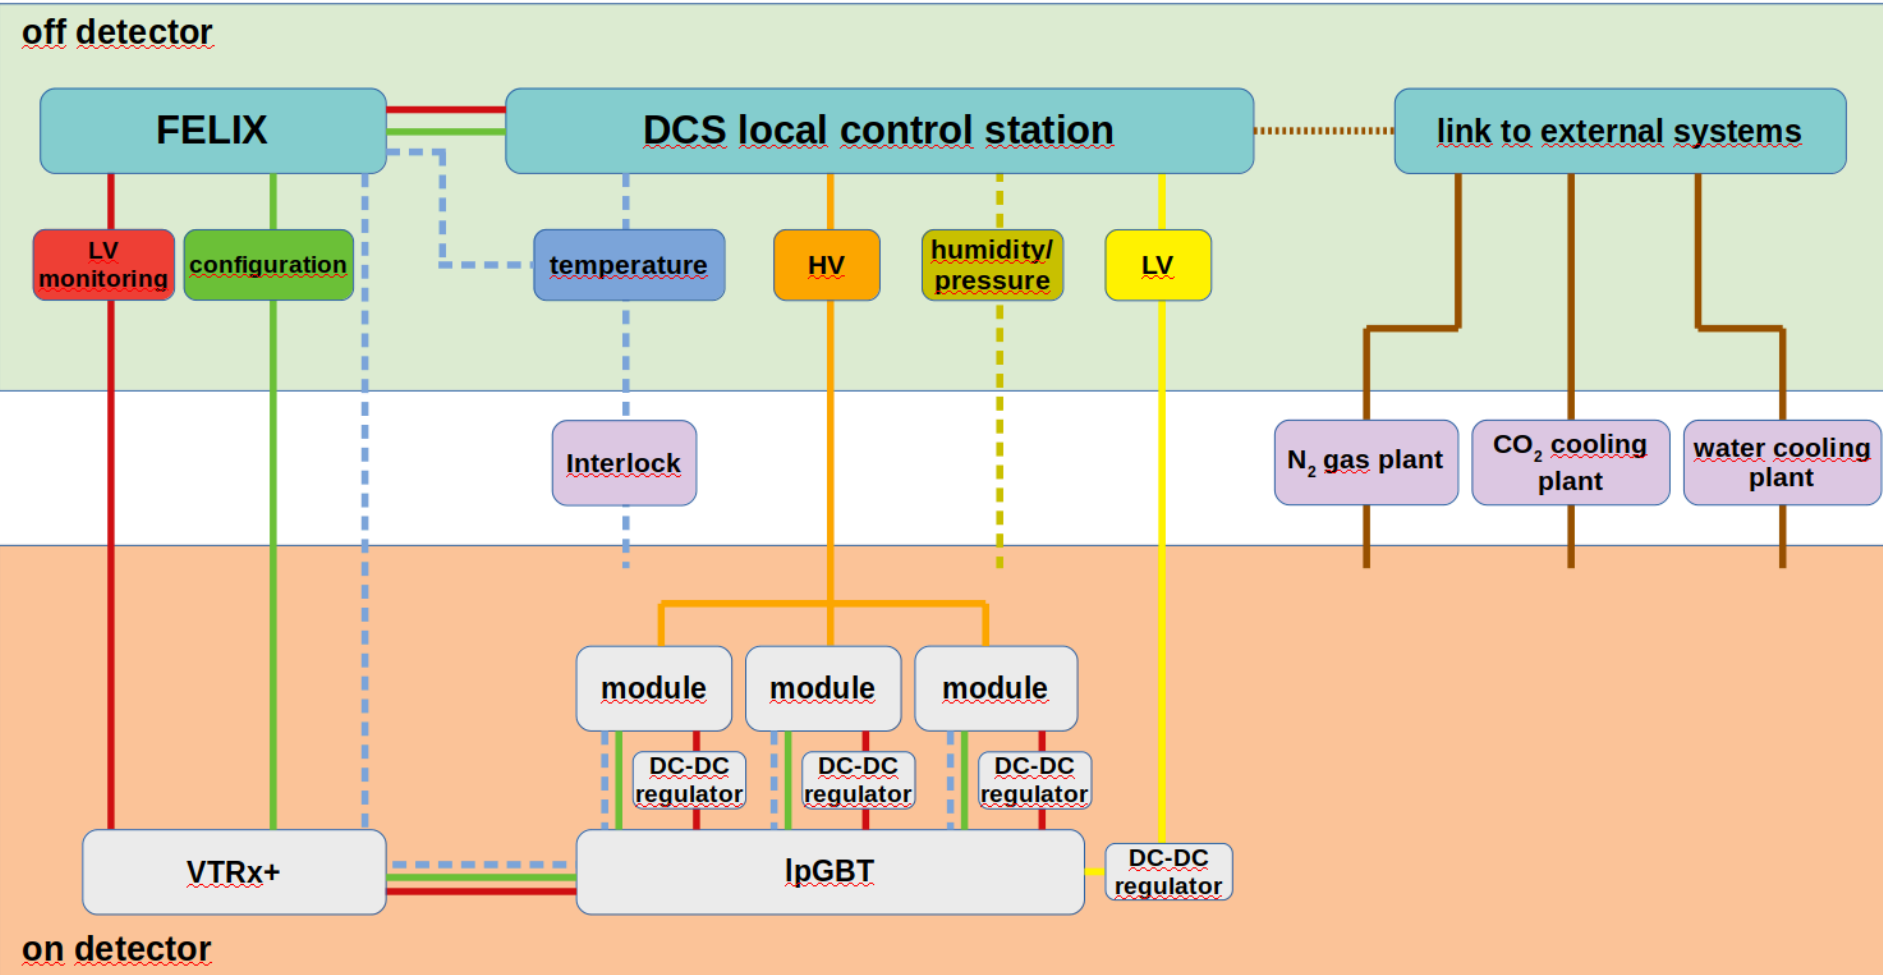 off detector
FELIX
DCS local control station
link to external systems
LV
monitoring
configuration
temperature
HV
humidity/
pressure
LV
Interlock
N₂ gas plant
CO₂ cooling
plant
water cooling
plant
module
module
module
DC-DC
regulator
DC-DC
regulator
DC-DC
regulator
VTRx+
lpGBT
DC-DC
regulator
on detector